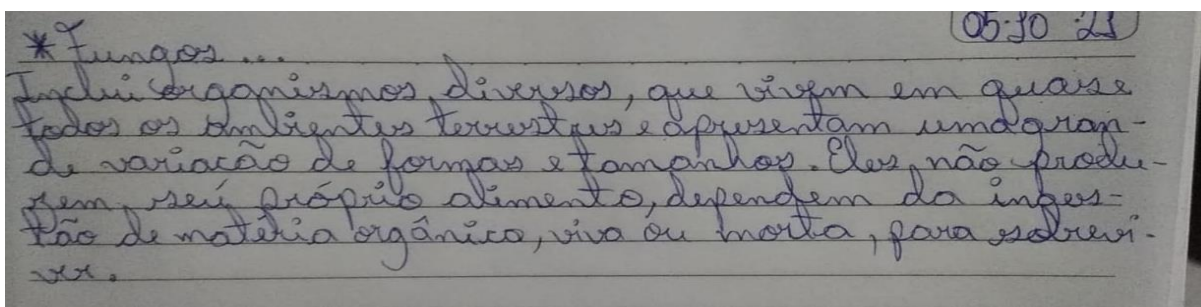 05.10.21
*Fungos...
Inclui organismos diversos, que vivem em quase
todos os ambientes terrestres e apresentam uma gran-
de variacão de formas e tamanhos. Eles não produ-
zem seu próprio alimento, dependem da inges-
tão de matéria orgânica, viva ou morta, para sobrevi-
ver.